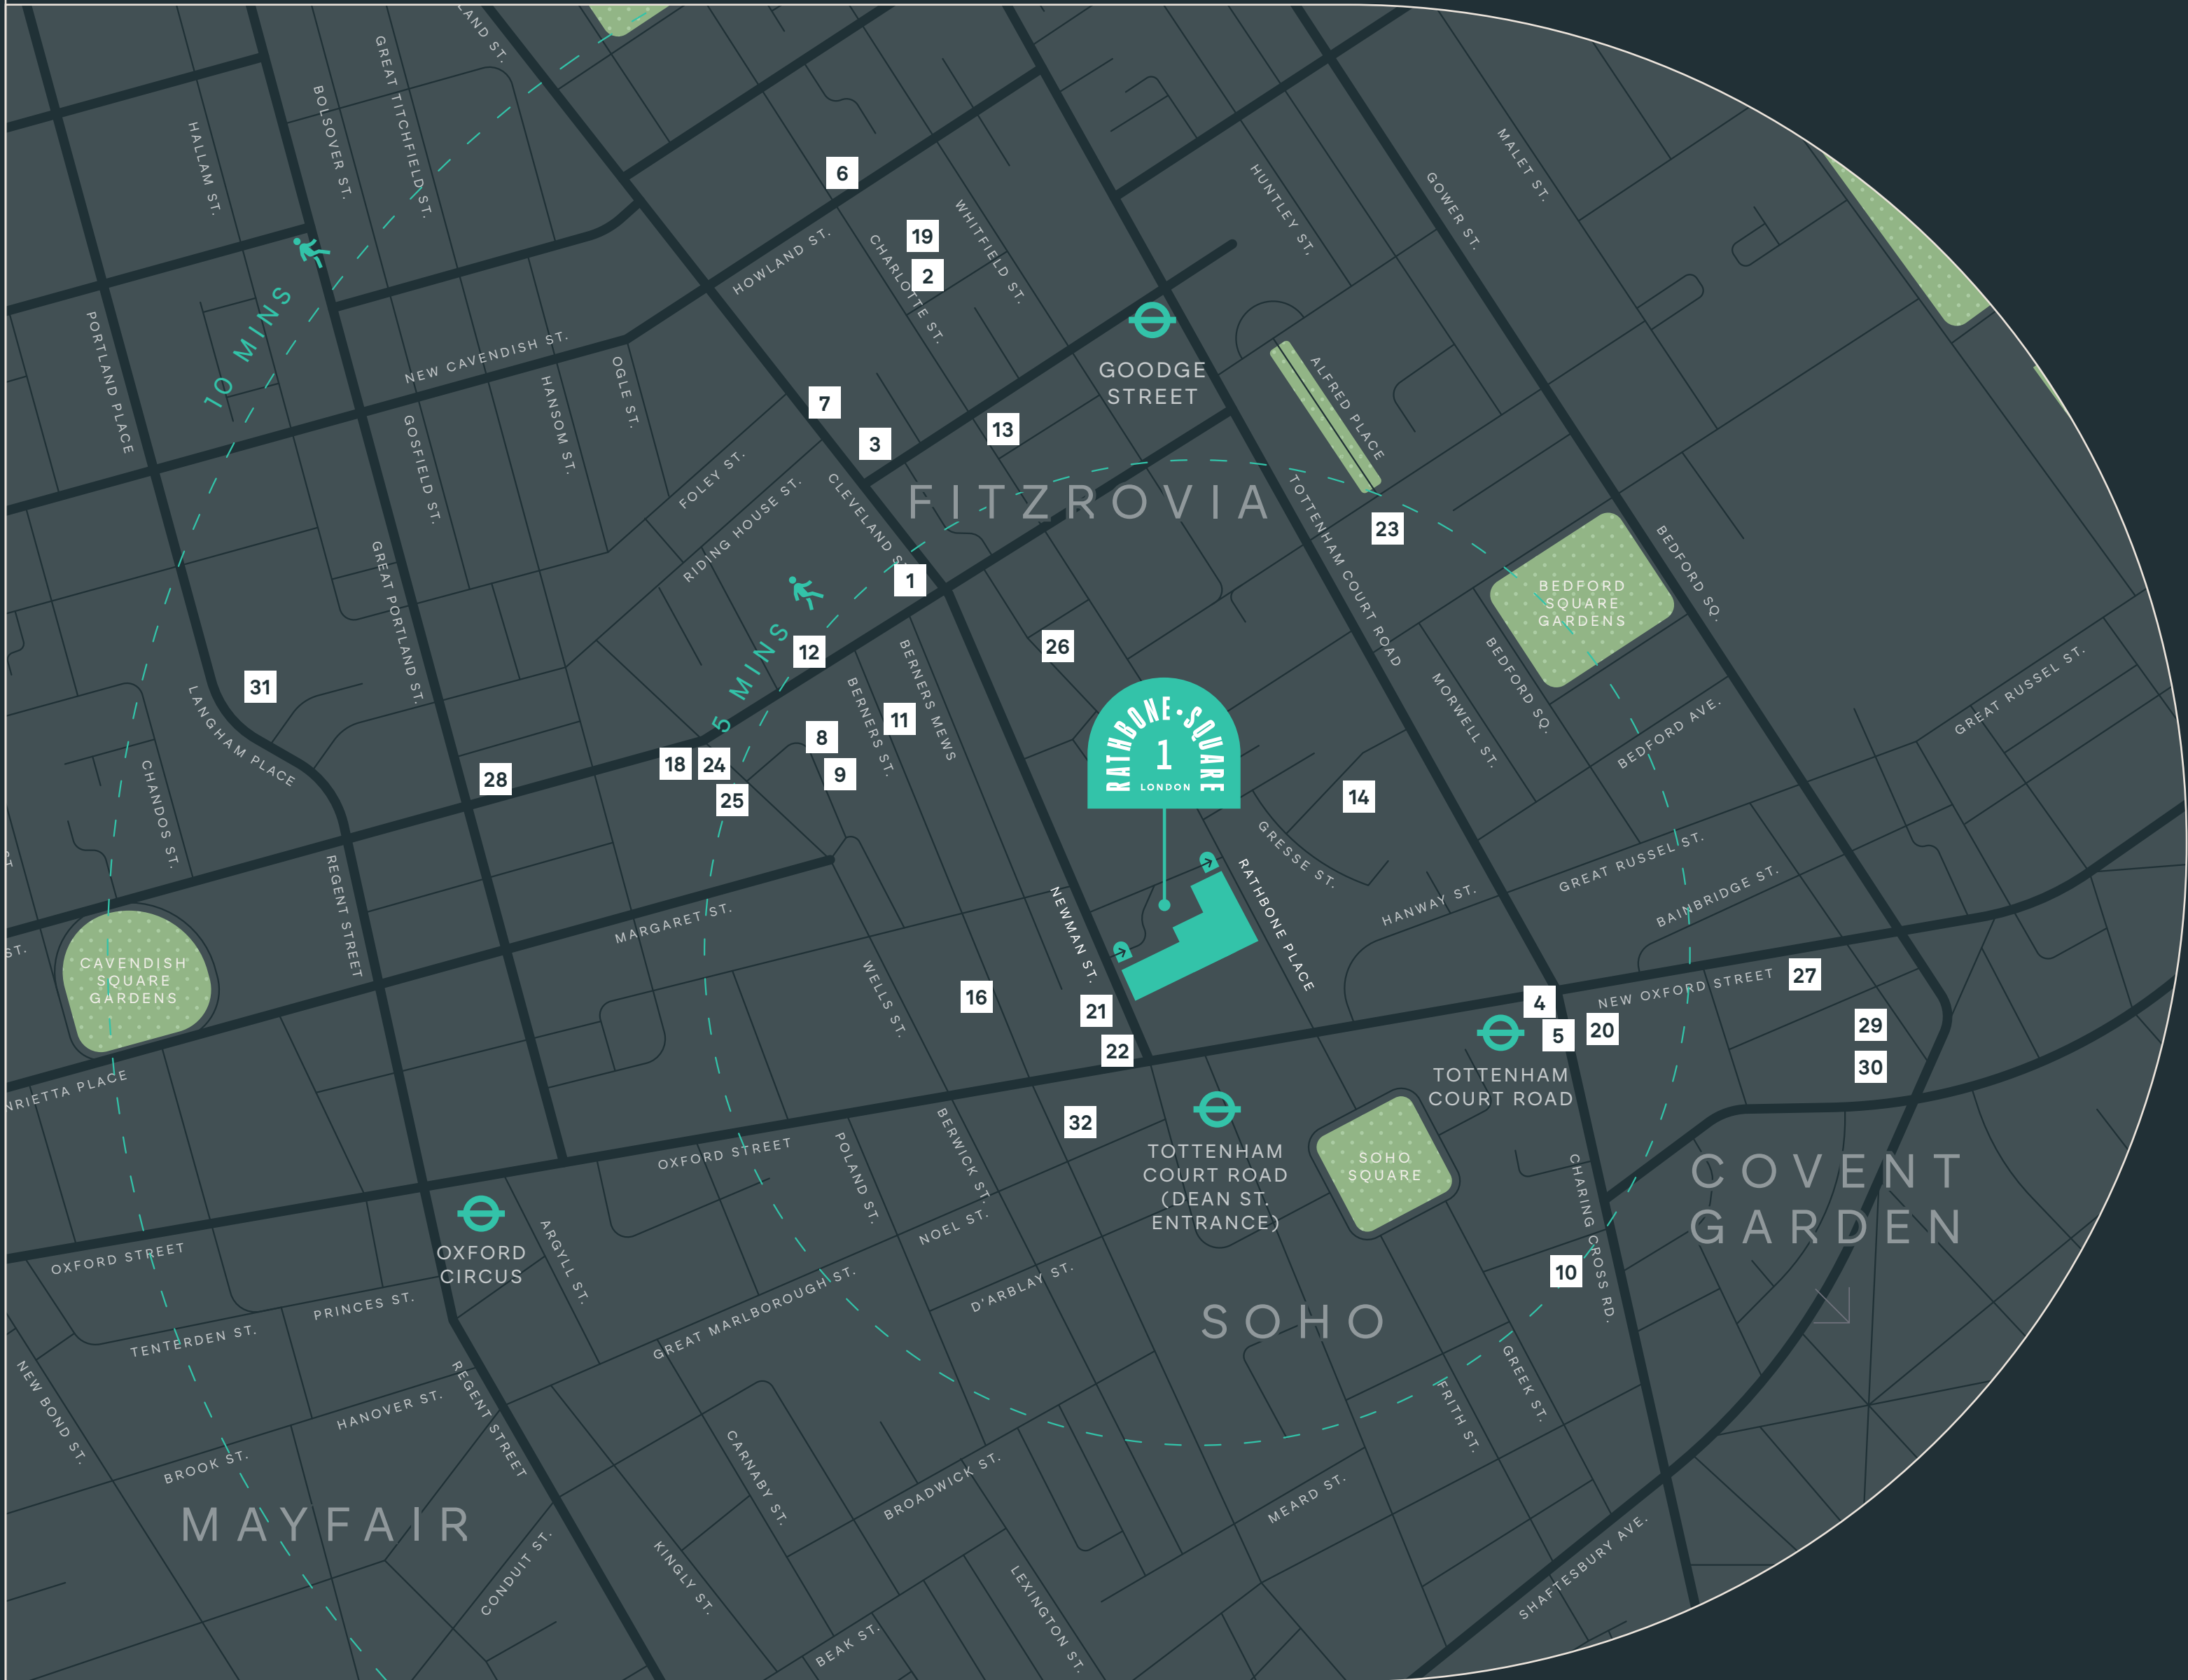 LAND ST.
GREAT TITCHFIELD ST.
BOLSOVER ST.
HALLAM ST.
MALET ST.
6
HUNTLEY ST.
GOWER ST.
WHITFIELD ST.
19
HOWLAND ST.
CHARLOTTE ST.
2
10 MINS
PORTLAND PLACE
NEW CAVENDISH ST.
OGLE ST.
HANSOM ST.
GOODGE
STREET
ALFRED PLACE
7
3
13
GOSFIELD ST.
FOLEY ST.
RIDING HOUSE ST.
CLEVELAND S
FITZROVIA
TOTTENHAM COURT ROAD
23
BEDFORD SQ.
BEDFORD
SQUARE
GARDENS
GREAT PORTLAND ST.
1
5 MINS
12
26
BERNERS MEWS
BERNERS ST.
BEDFORD SQ.
MORWELL ST.
BEDFORD AVE.
GREAT RUSSEL ST.
31
LANGHAM PLACE
11
8
9
18
24
25
28
RATHBONE · SQUARE
1
LONDON
14
CHANDOS ST.
REGENT STREET
GRESSE ST.
RATHBONE PLACE
GREAT RUSSEL ST.
BAINBRIDGE ST.
HANWAY ST.
MARGARET ST.
NEWMAN ST.
ST.
CAVENDISH
SQUARE
GARDENS
WELLS ST.
16
21
22
4
5
20
NEW OXFORD STREET
27
29
30
NRIETTA PLACE
TOTTENHAM
COURT ROAD
32
TOTTENHAM
COURT ROAD
(DEAN ST.
ENTRANCE)
SOHO
SQUARE
COVENT
GARDEN
OXFORD STREET
POLAND ST.
BERWICK ST.
NOEL ST.
CHARING CROSS RD.
OXFORD
CIRCUS
ARGYLL ST.
OXFORD STREET
10
D'ARBLAY ST.
GREAT MARLBOROUGH ST.
PRINCES ST.
TENTERDEN ST.
SOHO
NEW BOND ST.
REGENT STREET
HANOVER ST.
BROOK ST.
FRITH ST.
GREEK ST.
CARNABY ST.
BROADWICK ST.
MEARD ST.
MAYFAIR
CONDUIT ST.
KINGLY ST.
LEXINGTON ST.
BEAK ST.
SHAFTESBURY AVE.